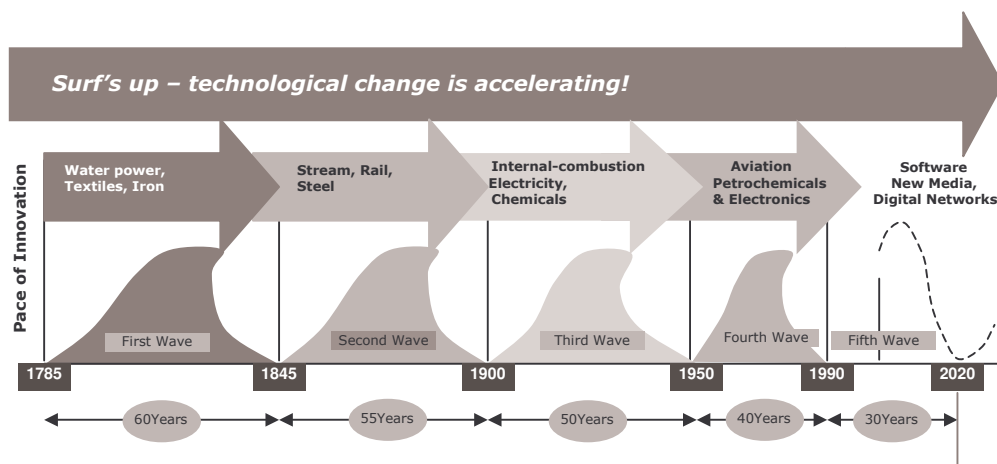 Surf's up – technological change is accelerating!
Pace of Innovation
Water power,
Textiles, Iron
Stream, Rail,
Steel
Internal-combustion
Electricity,
Chemicals
Aviation
Petrochemicals
& Electronics
Software
New Media,
Digital Networks
First Wave
Second Wave
Third Wave
Fourth Wave
Fifth Wave
1785
1845
1900
1950
1990
2020
60Years
55Years
50Years
40Years
30Years